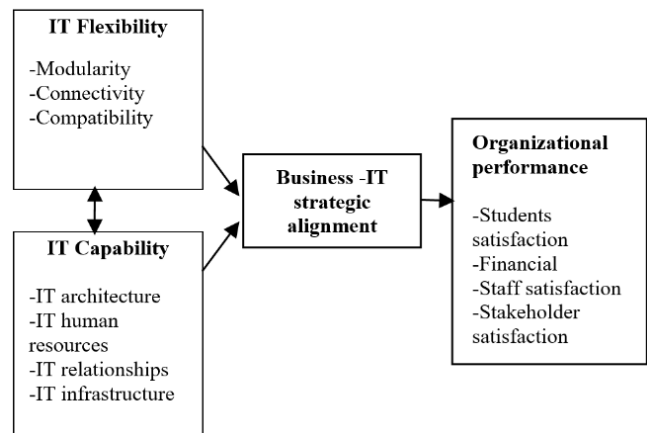 IT Flexibility
-Modularity
-Connectivity
-Compatibility
IT Capability
-IT architecture
-IT human
resources
-IT relationships
-IT infrastructure
Business -IT
strategic
alignment
Organizational
performance
-Students
satisfaction
-Financial
-Staff satisfaction
-Stakeholder
satisfaction